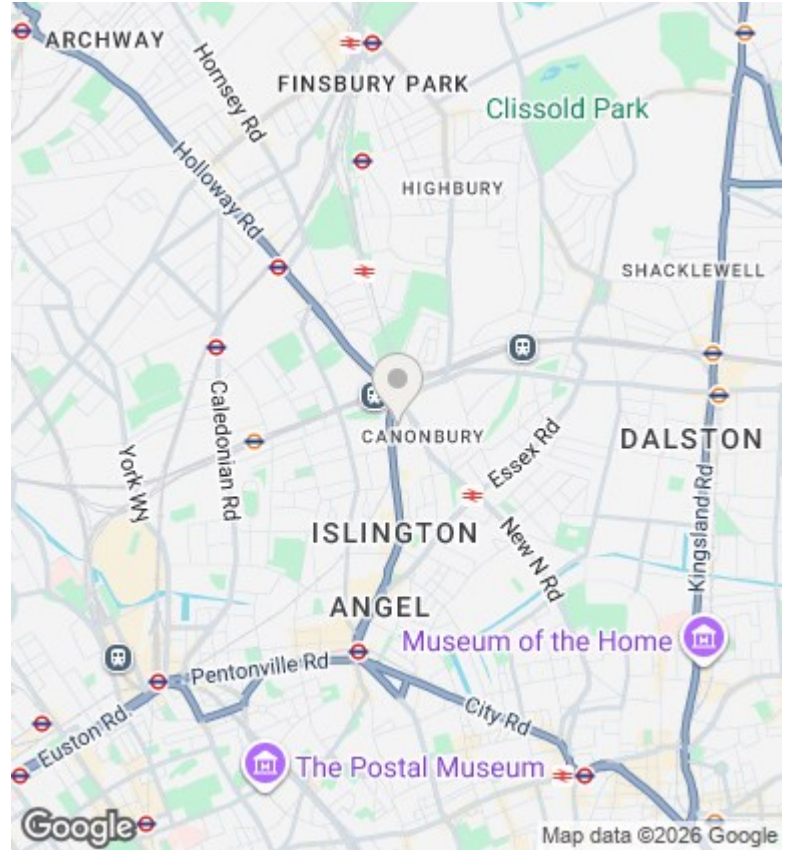 ARCHWAY
Hornsey Rd
FINSBURY PARK
Clissold Park
Holloway Rd
HIGHBURY
SHACKLEWELL
Caledonian Rd
CANONBURY
York Wy
Essex Rd
DALSTON
ISLINGTON
New N Rd
Kingsland Rd
ANGEL
Museum of the Home
Pentonville Rd
City Rd
Euston Rd
The Postal Museum
Google
Map data ©2026 Google